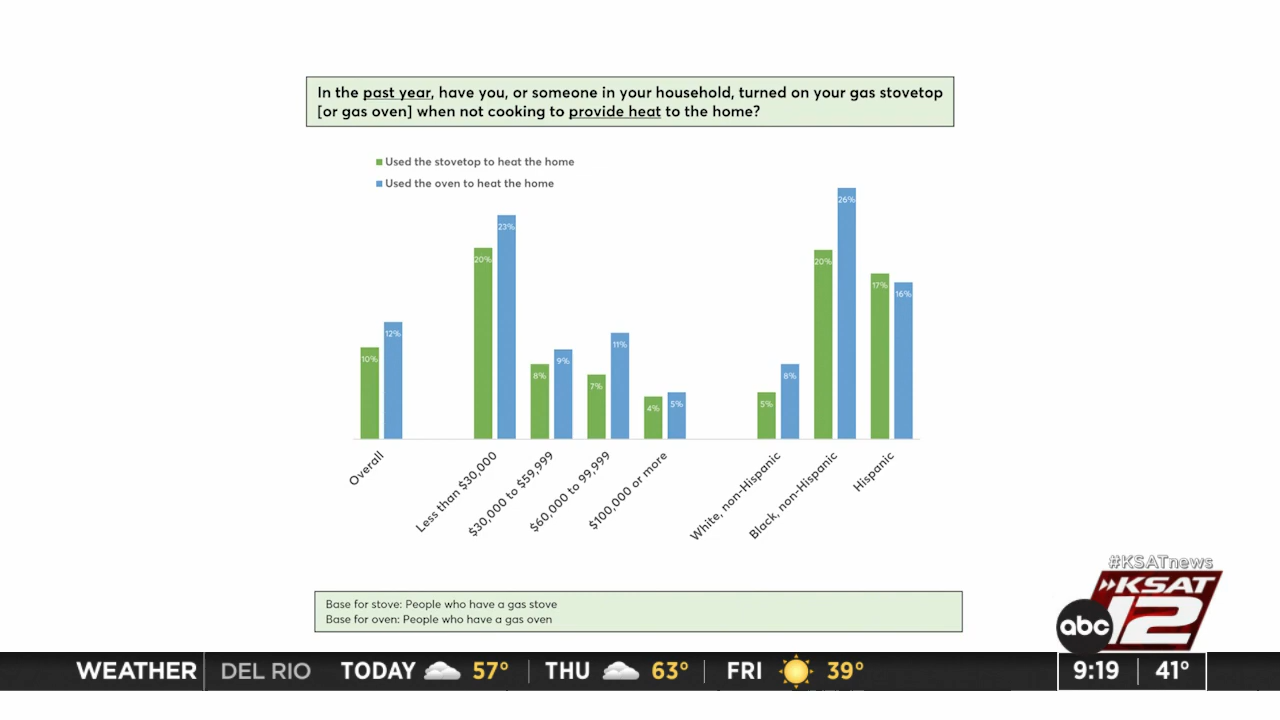 In the past year, have you, or someone in your household, turned on your gas stovetop
[or gas oven] when not cooking to provide heat to the home?
Used the stovetop to heat the home
Used the oven to heat the home
10%
12%
20%
23%
8%
9%
7%
11%
4%
5%
5%
8%
20%
26%
17%
16%
Overall
Less than $30,000
$30,000 to $59,999
$60,000 to 99,999
$100,000 or more
White, non-Hispanic
Black, non-Hispanic
Hispanic
Base for stove: People who have a gas stove
Base for oven: People who have a gas oven
#KSATnews
KSAT
abc 12
WEATHER DEL RIO TODAY 57° THU 63° FRI 39° 9:19 41°